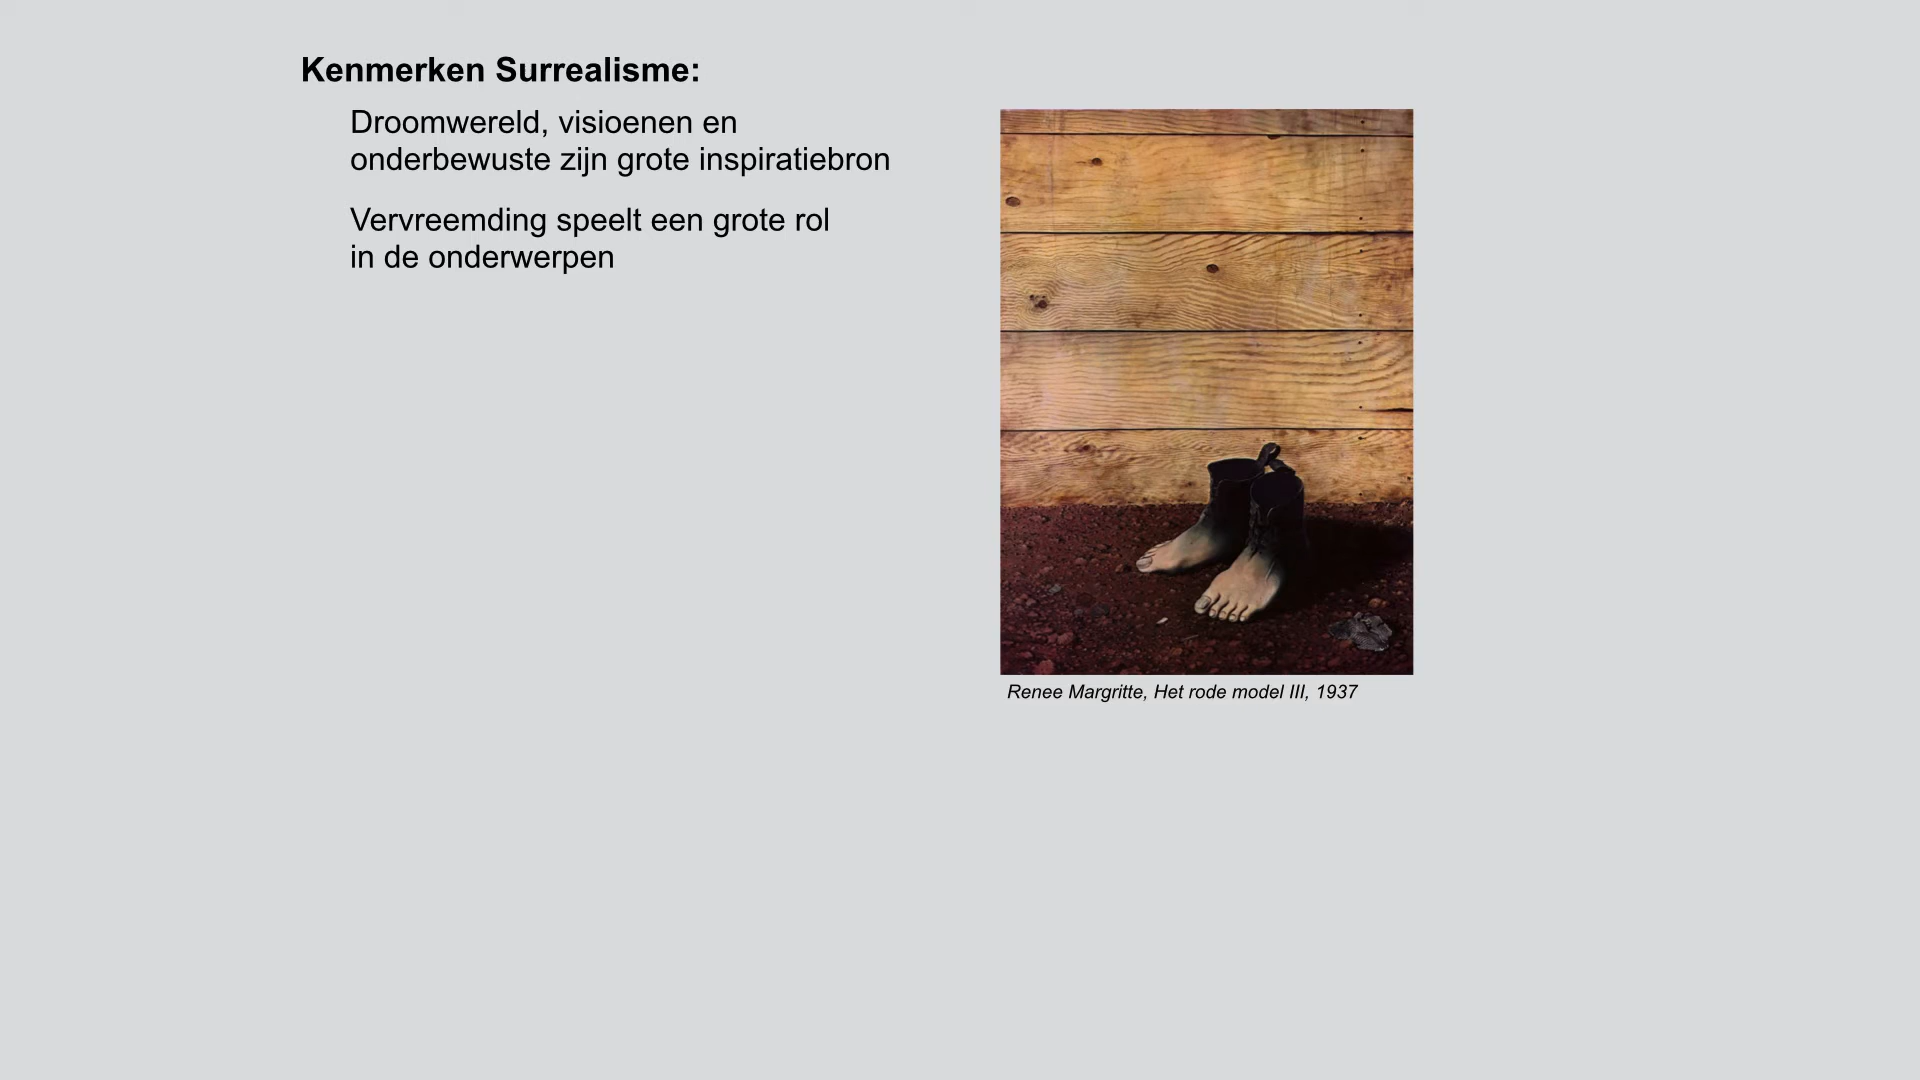 Kenmerken Surrealisme:
Droomwereld, visioenen en
onderbewuste zijn grote inspiratiebron
Vervreemding speelt een grote rol
in de onderwerpen
Renee Margritte, Het rode model III, 1937